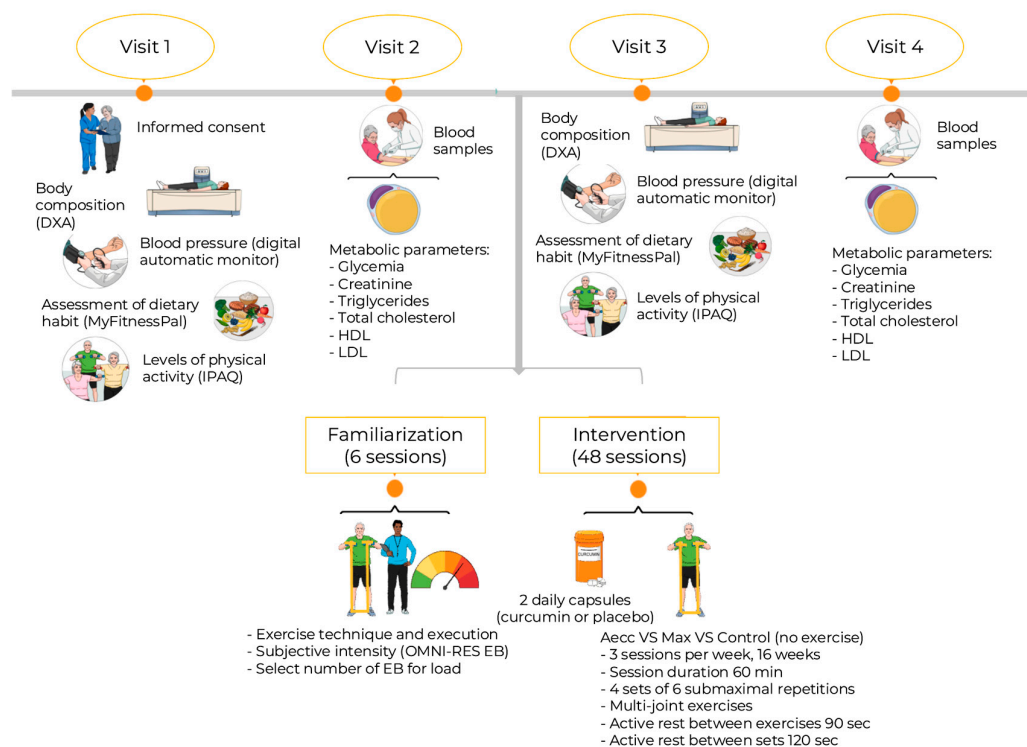 Visit 1
Visit 2
Visit 3
Visit 4
Informed consent
Body
composition
(DXA)
Blood pressure (digital
automatic monitor)
Assessment of dietary
habit (MyFitnessPal)
Levels of physical
activity (IPAQ)
Blood
samples
Metabolic parameters:
- Glycemia
- Creatinine
- Triglycerides
- Total cholesterol
- HDL
- LDL
Body
composition
(DXA)
Blood pressure (digital
automatic monitor)
Assessment of dietary
habit (MyFitnessPal)
Levels of physical
activity (IPAQ)
Blood
samples
Metabolic parameters:
- Glycemia
- Creatinine
- Triglycerides
- Total cholesterol
- HDL
- LDL
Familiarization
(6 sessions)
- Exercise technique and execution
- Subjective intensity (OMNI-RES EB)
- Select number of EB for load
Intervention
(48 sessions)
CURCUMIN
2 daily capsules
(curcumin or placebo)
Aecc VS Max VS Control (no exercise)
- 3 sessions per week, 16 weeks
- Session duration 60 min
- 4 sets of 6 submaximal repetitions
- Multi-joint exercises
- Active rest between exercises 90 sec
- Active rest between sets 120 sec